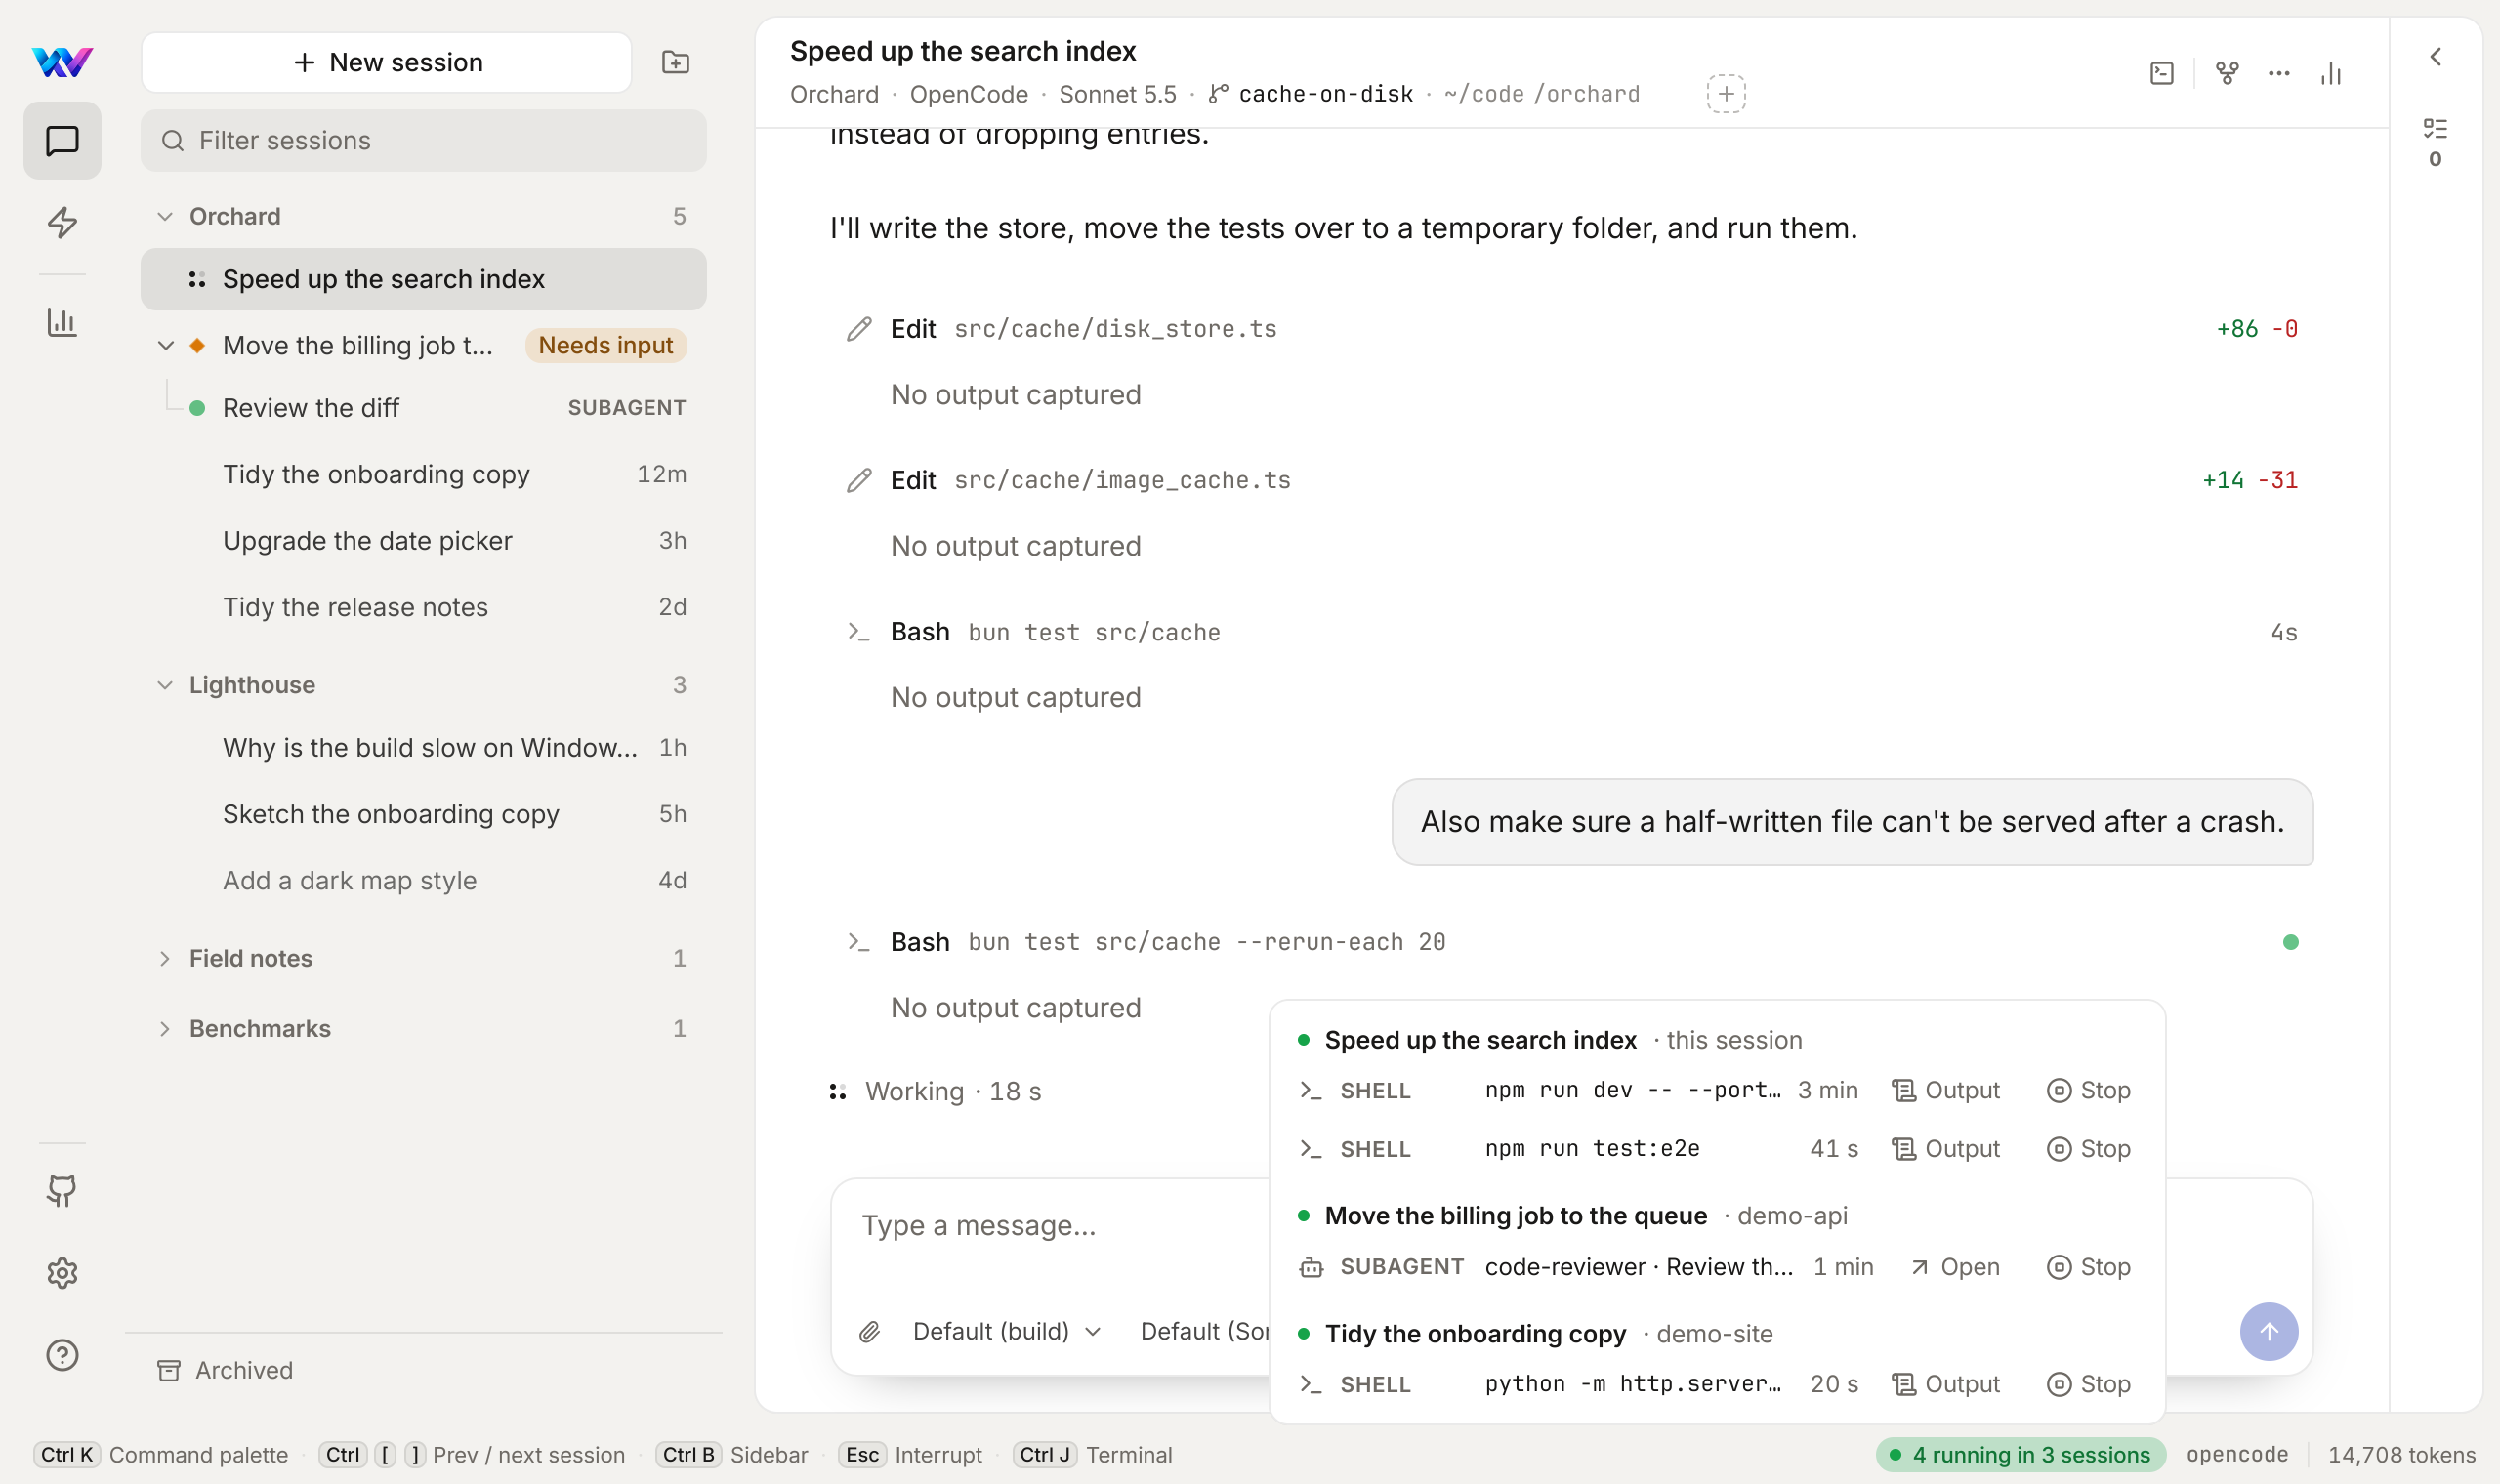 New session
Filter sessions
Orchard 5
Speed up the search index
Move the billing job t... Needs input
Review the diff SUBAGENT
Tidy the onboarding copy 12m
Upgrade the date picker 3h
Tidy the release notes 2d
Lighthouse 3
Why is the build slow on Window... 1h
Sketch the onboarding copy 5h
Add a dark map style 4d
Field notes 1
Benchmarks 1
Archived
Speed up the search index
Orchard · OpenCode · Sonnet 5.5 · cache-on-disk · ~/code/orchard
0
instead of dropping entries.
I'll write the store, move the tests over to a temporary folder, and run them.
Edit src/cache/disk_store.ts +86 -0
No output captured
Edit src/cache/image_cache.ts +14 -31
No output captured
Bash bun test src/cache 4s
No output captured
Also make sure a half-written file can't be served after a crash.
Bash bun test src/cache --rerun-each 20
No output captured
Working · 18 s
Speed up the search index · this session
SHELL npm run dev -- --port… 3 min Output Stop
SHELL npm run test:e2e 41 s Output Stop
Move the billing job to the queue · demo-api
SUBAGENT code-reviewer · Review th... 1 min Open Stop
Tidy the onboarding copy · demo-site
SHELL python -m http.server… 20 s Output Stop
Type a message...
Default (build) Default (Son
Ctrl K Command palette · Ctrl [ ] Prev / next session · Ctrl B Sidebar · Esc Interrupt · Ctrl J Terminal
4 running in 3 sessions opencode 14,708 tokens